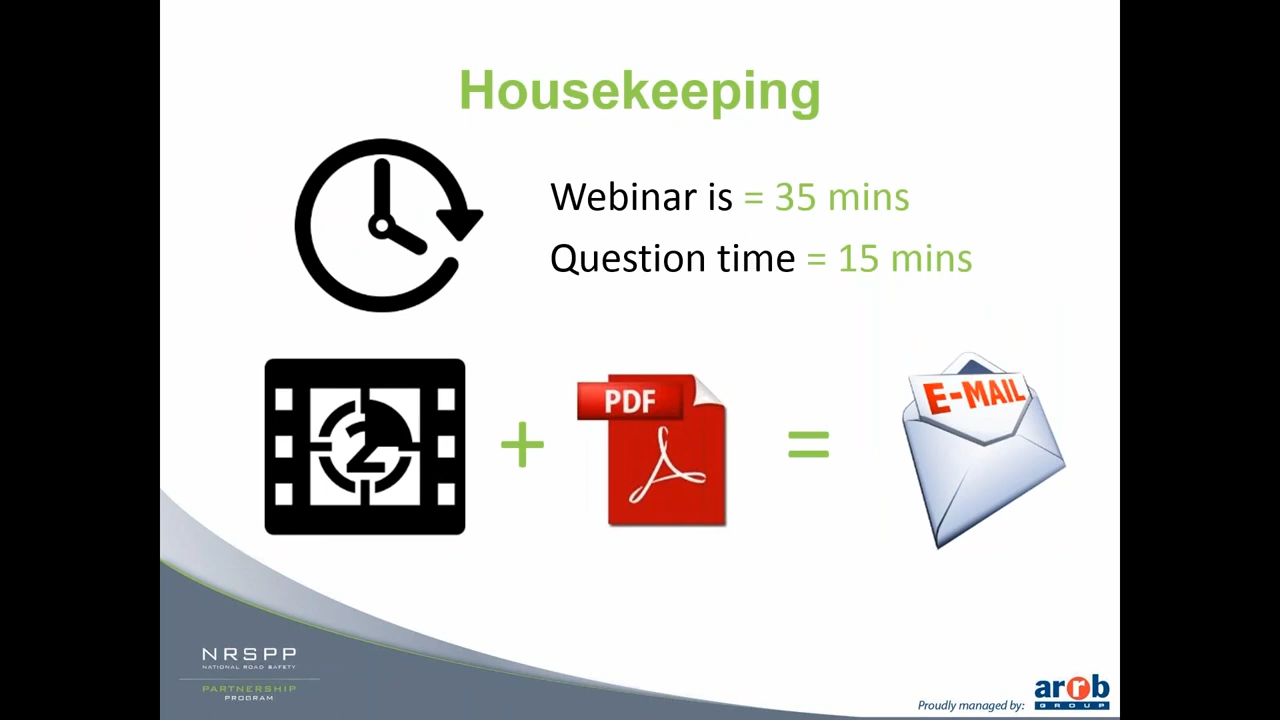 Housekeeping
Webinar is = 35 mins
Question time = 15 mins
2
+
PDF
=
E-MAIL
NRSPP
NATIONAL ROAD SAFETY
PARTNERSHIP
PROGRAM
Proudly managed by:
arrb
GROUP